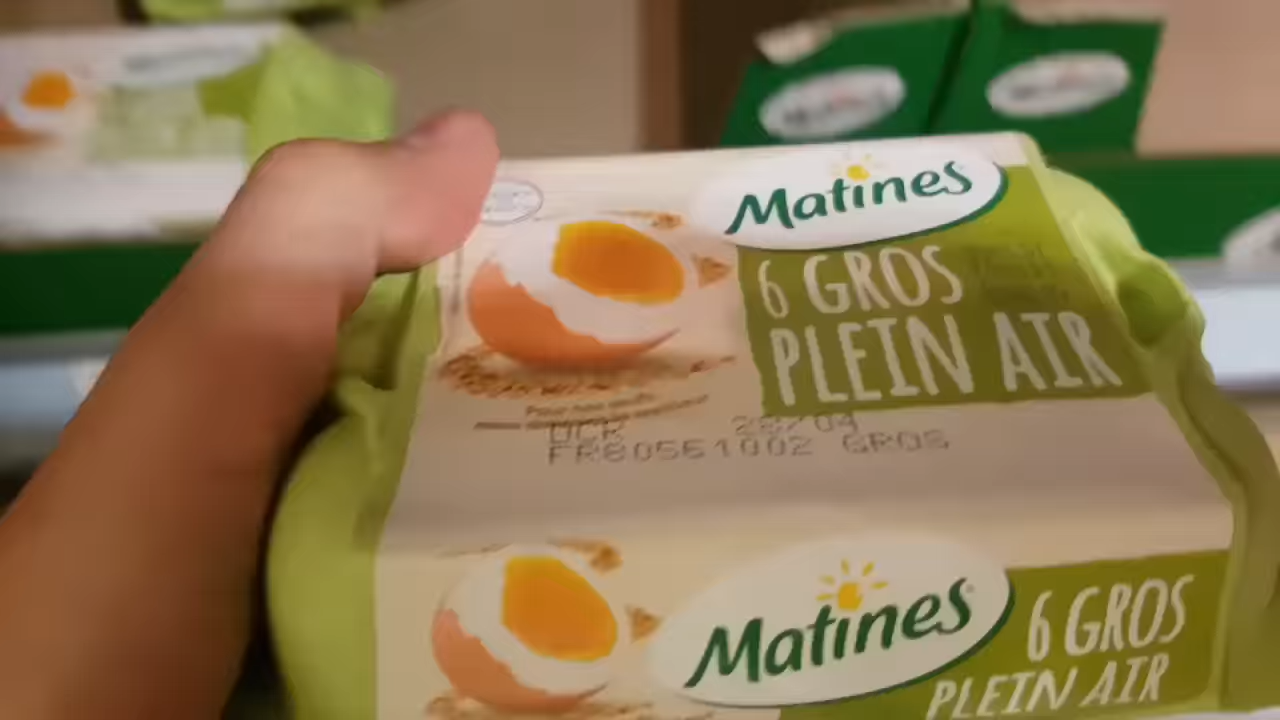 Matines
6 GROS
PLEIN AIR
DCR 28/04
FR80561002 GROS
Matines
6 GROS
PLEIN AIR